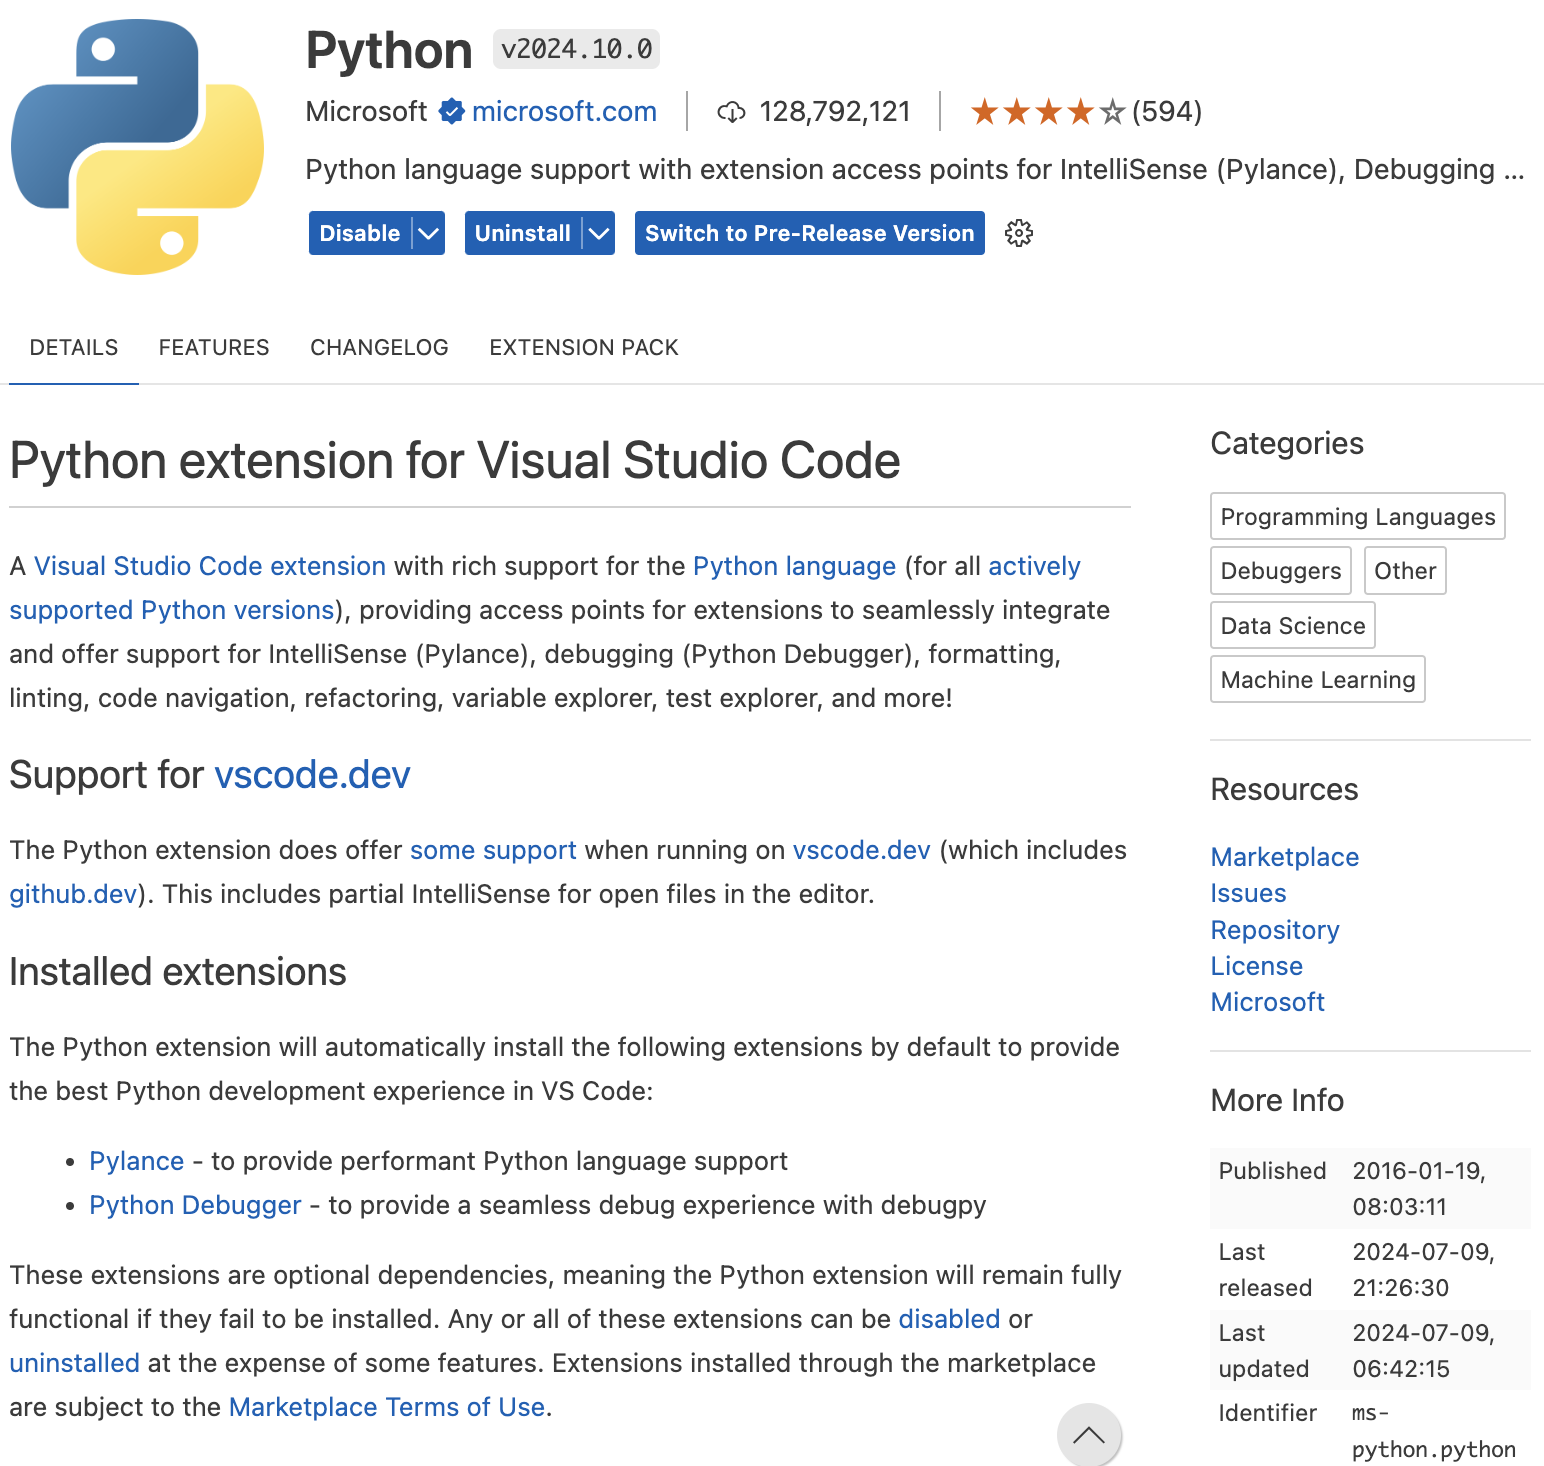 Python v2024.10.0
Microsoft microsoft.com 128,792,121 (594)
Python language support with extension access points for IntelliSense (Pylance), Debugging ...
Disable Uninstall Switch to Pre-Release Version
DETAILS FEATURES CHANGELOG EXTENSION PACK
Python extension for Visual Studio Code
A Visual Studio Code extension with rich support for the Python language (for all actively
supported Python versions), providing access points for extensions to seamlessly integrate
and offer support for IntelliSense (Pylance), debugging (Python Debugger), formatting,
linting, code navigation, refactoring, variable explorer, test explorer, and more!
Support for vscode.dev
The Python extension does offer some support when running on vscode.dev (which includes
github.dev). This includes partial IntelliSense for open files in the editor.
Installed extensions
The Python extension will automatically install the following extensions by default to provide
the best Python development experience in VS Code:
• Pylance - to provide performant Python language support
• Python Debugger - to provide a seamless debug experience with debugpy
These extensions are optional dependencies, meaning the Python extension will remain fully
functional if they fail to be installed. Any or all of these extensions can be disabled or
uninstalled at the expense of some features. Extensions installed through the marketplace
are subject to the Marketplace Terms of Use.
Categories
Programming Languages
Debuggers Other
Data Science
Machine Learning
Resources
Marketplace
Issues
Repository
License
Microsoft
More Info
Published 2016-01-19,
08:03:11
Last 2024-07-09,
released 21:26:30
Last 2024-07-09,
updated 06:42:15
Identifier ms-
python.python